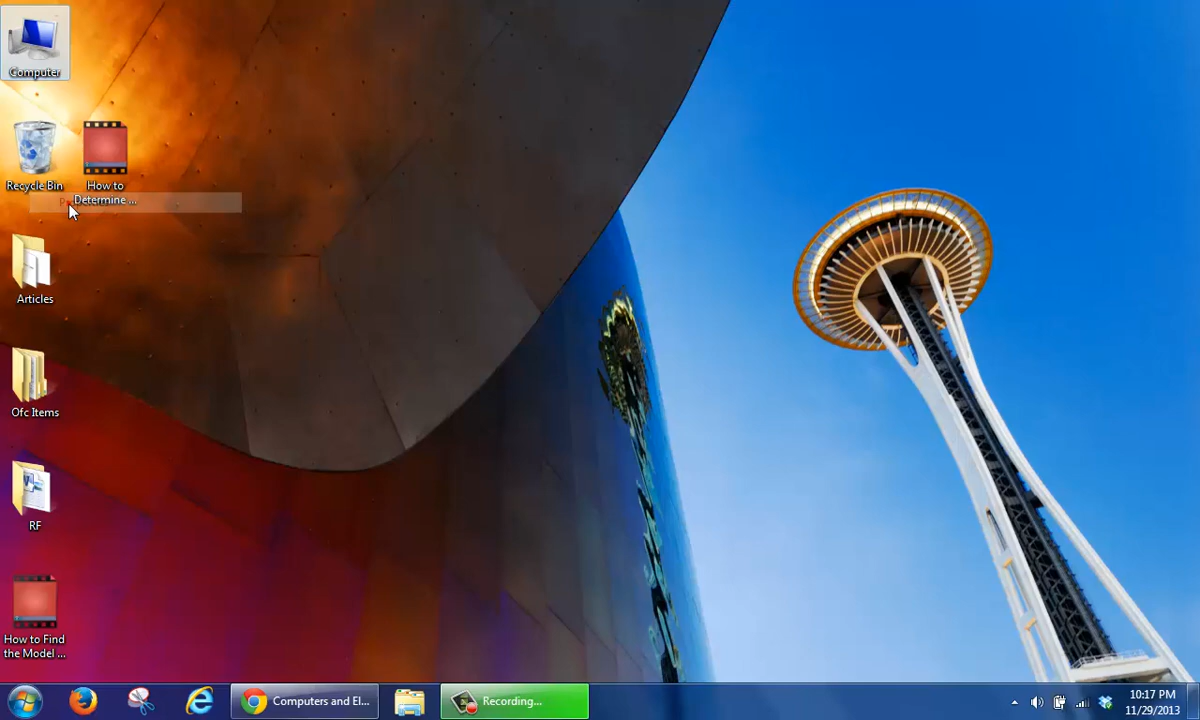 Computer
Recycle Bin
How to
Determine ...
Articles
Ofc Items
RF
How to Find
the Model ...
Computers and El...
Recording...
10:17 PM
11/29/2013